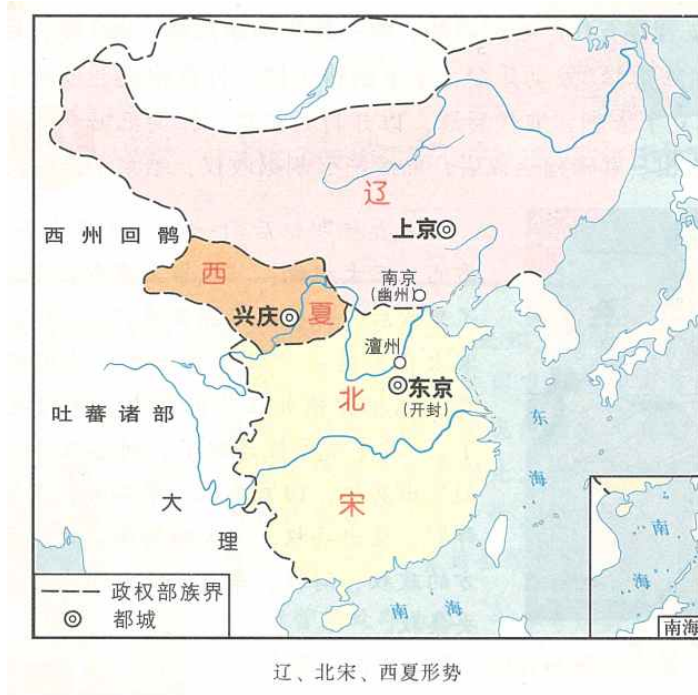 辽
上京
西州回鹘
西
夏
兴庆
南京
(幽州)
澶州
东京
(开封)
北
宋
吐蕃诸部
大
理
东
海
南
海
南
海
南海
政权部族界
都城
辽、北宋、西夏形势